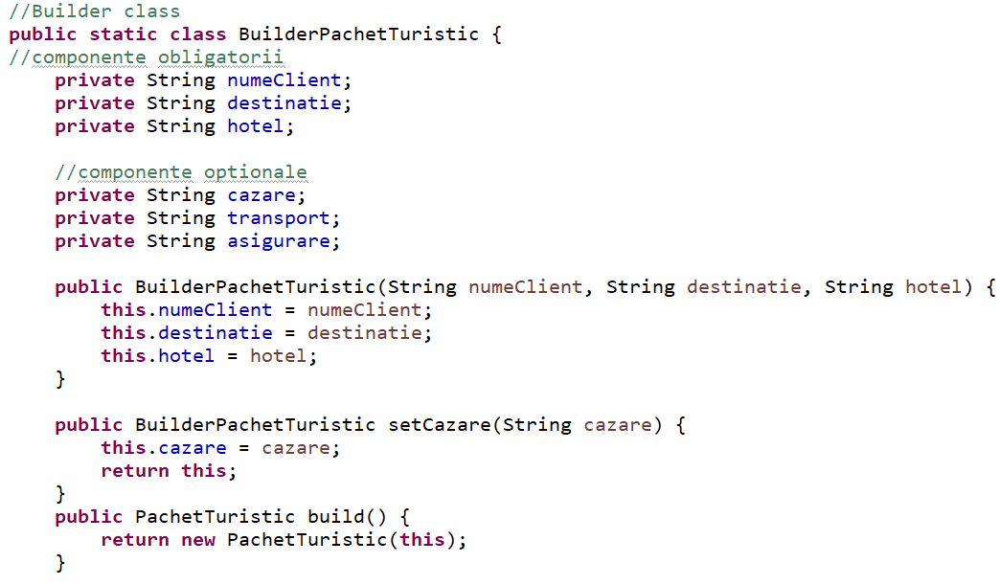 //Builder class
public static class BuilderPachetTuristic {
//componente obligatorii
    private String numeClient;
    private String destinatie;
    private String hotel;

    //componente optionale
    private String cazare;
    private String transport;
    private String asigurare;

    public BuilderPachetTuristic(String numeClient, String destinatie, String hotel) {
        this.numeClient = numeClient;
        this.destinatie = destinatie;
        this.hotel = hotel;
    }

    public BuilderPachetTuristic setCazare(String cazare) {
        this.cazare = cazare;
        return this;
    }
    public PachetTuristic build() {
        return new PachetTuristic(this);
    }